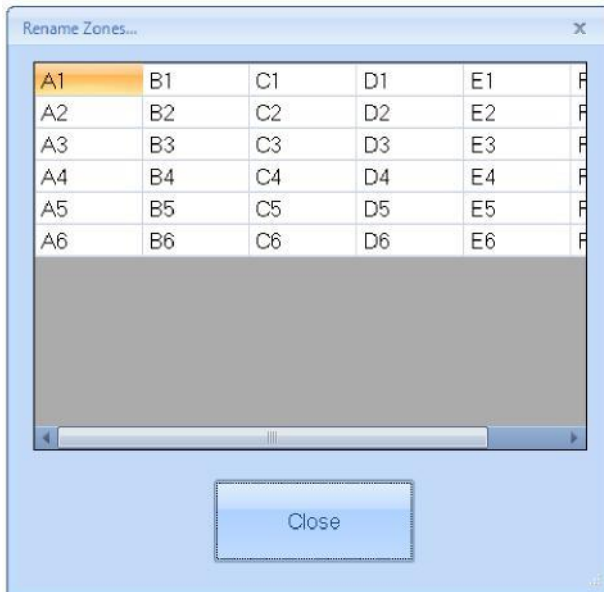 Rename Zones...
A1 B1 C1 D1 E1
A2 B2 C2 D2 E2
A3 B3 C3 D3 E3
A4 B4 C4 D4 E4
A5 B5 C5 D5 E5
A6 B6 C6 D6 E6
Close